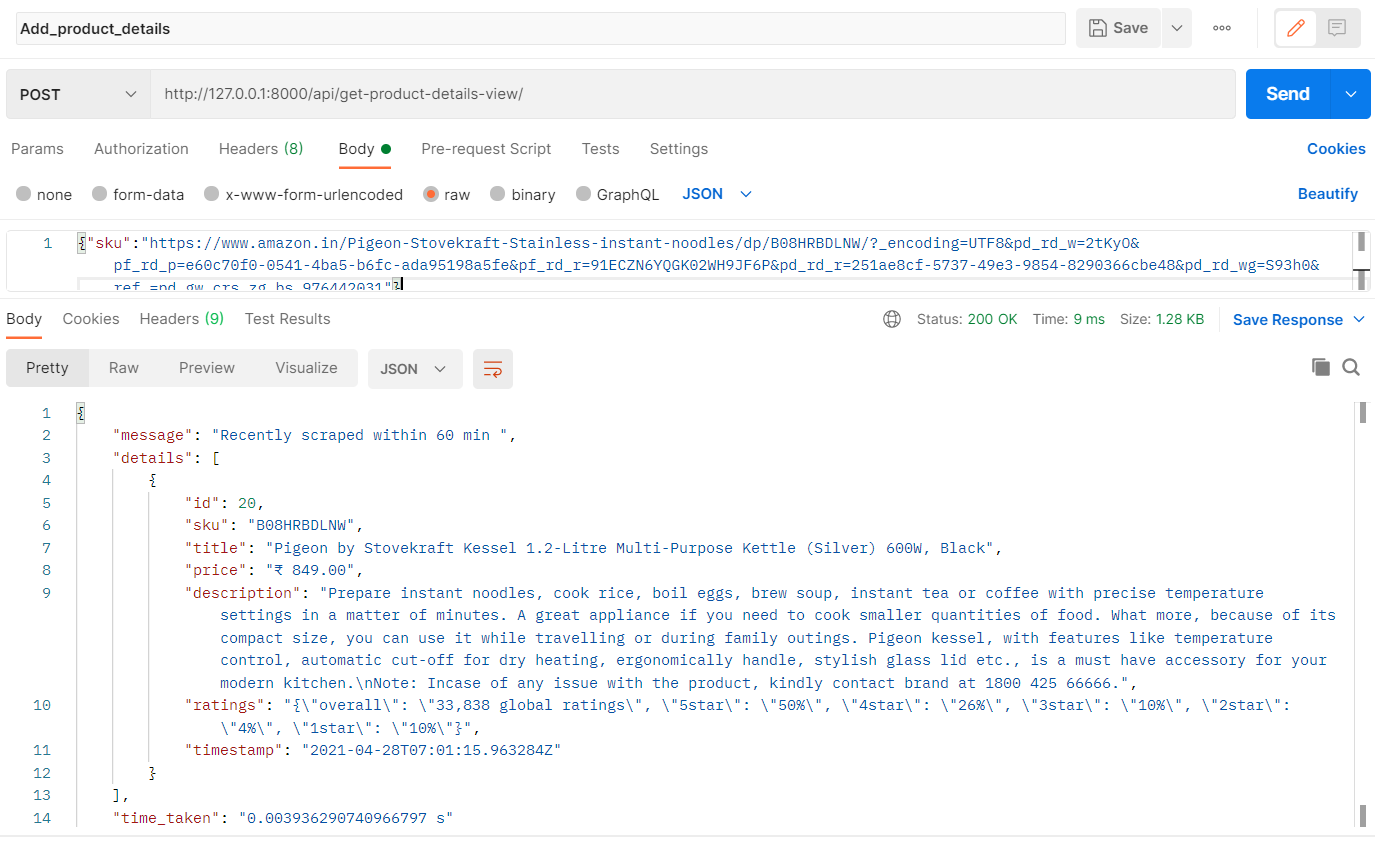 Add_product_details
Save
POST
http://127.0.0.1:8000/api/get-product-details-view/
Send
Params Authorization Headers (8) Body Pre-request Script Tests Settings Cookies
none form-data x-www-form-urlencoded raw binary GraphQL JSON Beautify
1 {"sku":"https://www.amazon.in/Pigeon-Stovekraft-Stainless-instant-noodles/dp/B08HRBDLNW/?_encoding=UTF8&pd_rd_w=2tKyO&
pf_rd_p=e60c70f0-0541-4ba5-b6fc-ada95198a5fe&pf_rd_r=91ECZN6YQGK02WH9JF6P&pd_rd_r=251ae8cf-5737-49e3-9854-8290366cbe48&pd_rd_wg=S93h0&
ref_=pd_gw_crs_zg_bs_976442031"}
Body Cookies Headers (9) Test Results Status: 200 OK Time: 9 ms Size: 1.28 KB Save Response
Pretty Raw Preview Visualize JSON
1 {
2 "message": "Recently scraped within 60 min ",
3 "details": [
4 {
5 "id": 20,
6 "sku": "B08HRBDLNW",
7 "title": "Pigeon by Stovekraft Kessel 1.2-Litre Multi-Purpose Kettle (Silver) 600W, Black",
8 "price": "₹ 849.00",
9 "description": "Prepare instant noodles, cook rice, boil eggs, brew soup, instant tea or coffee with precise temperature
settings in a matter of minutes. A great appliance if you need to cook smaller quantities of food. What more, because of its
compact size, you can use it while travelling or during family outings. Pigeon kessel, with features like temperature
control, automatic cut-off for dry heating, ergonomically handle, stylish glass lid etc., is a must have accessory for your
modern kitchen.\nNote: Incase of any issue with the product, kindly contact brand at 1800 425 66666.",
10 "ratings": "{\"overall\": \"33,838 global ratings\", \"5star\": \"50%\", \"4star\": \"26%\", \"3star\": \"10%\", \"2star\":
\"4%\", \"1star\": \"10%\"}",
11 "timestamp": "2021-04-28T07:01:15.963284Z"
12 }
13 ],
14 "time_taken": "0.003936290740966797 s"